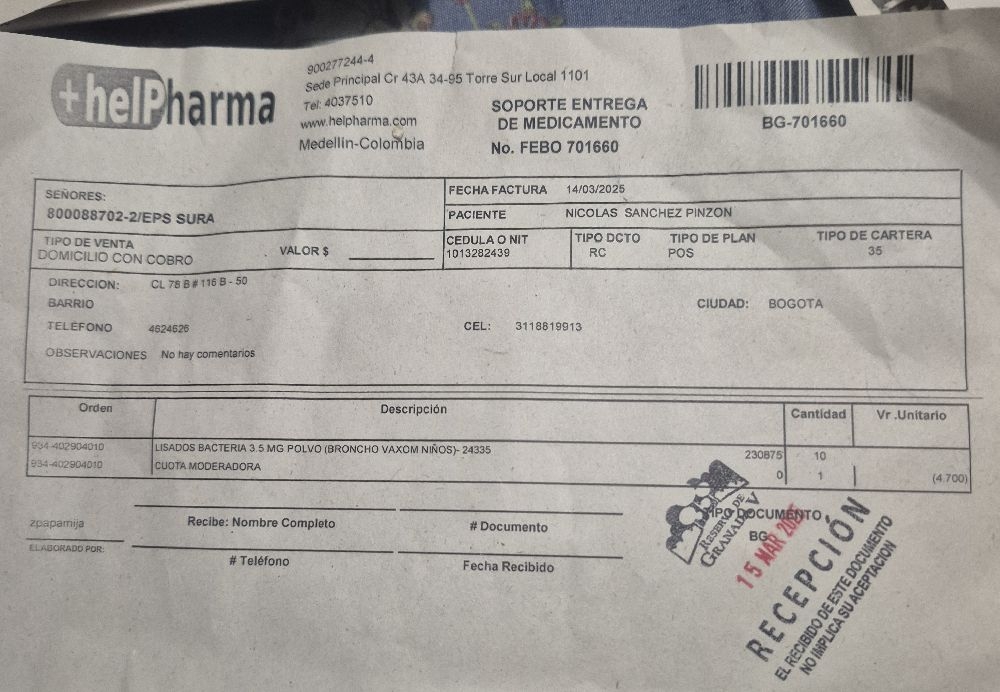 +helPharma
900277244-4
Sede Principal Cr 43A 34-95 Torre Sur Local 1101
Tel: 4037510
www.helpharma.com
Medellin-Colombia
SOPORTE ENTREGA
DE MEDICAMENTO
No. FEBO 701660
BG-701660
SEÑORES:
800088702-2/EPS SURA
FECHA FACTURA 14/03/2025
PACIENTE NICOLAS SANCHEZ PINZON
TIPO DE VENTA
DOMICILIO CON COBRO
VALOR $
CEDULA O NIT
1013282439
TIPO DCTO
RC
TIPO DE PLAN
POS
TIPO DE CARTERA
35
DIRECCION: CL 78 B # 116 B - 50
BARRIO
CIUDAD: BOGOTA
TELÉFONO 4624626
CEL: 3118819913
OBSERVACIONES No hay comentarios
Orden Descripción Cantidad Vr .Unitario
934-402904010 LISADOS BACTERIA 3.5 MG POLVO (BRONCHO VAXOM NIÑOS)- 24335 230875 10
934-402904010 CUOTA MODERADORA 0 1 (4.700)
zpapamija
ELABORADO POR:
Recibe: Nombre Completo
# Documento
# Teléfono
Fecha Recibido
TIPO DOCUMENTO
BG
RESERVA DE
GRANADA V
15 MAR 2025
RECEPCIÓN
EL RECIBIDO DE ESTE DOCUMENTO
NO IMPLICA SU ACEPTACION